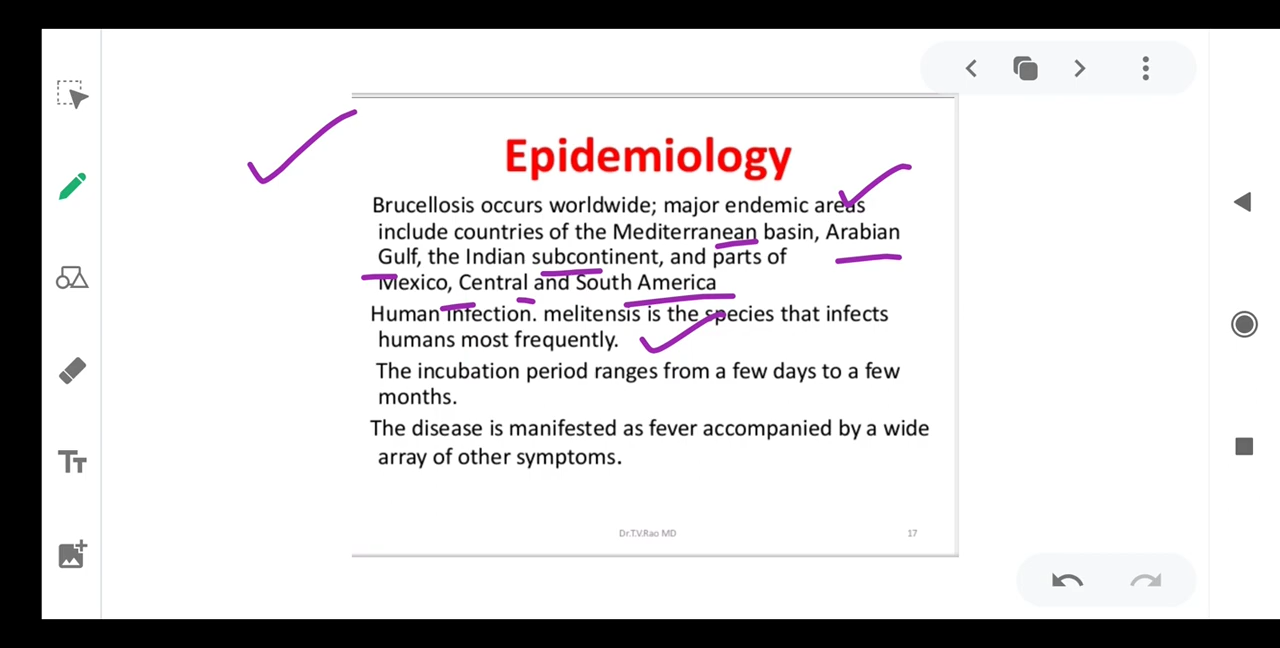 Epidemiology
Brucellosis occurs worldwide; major endemic areas
include countries of the Mediterranean basin, Arabian
Gulf, the Indian subcontinent, and parts of
Mexico, Central and South America
Human infection. melitensis is the species that infects
humans most frequently.
The incubation period ranges from a few days to a few
months.
The disease is manifested as fever accompanied by a wide
array of other symptoms.
Dr.T.V.Rao MD
17
TT